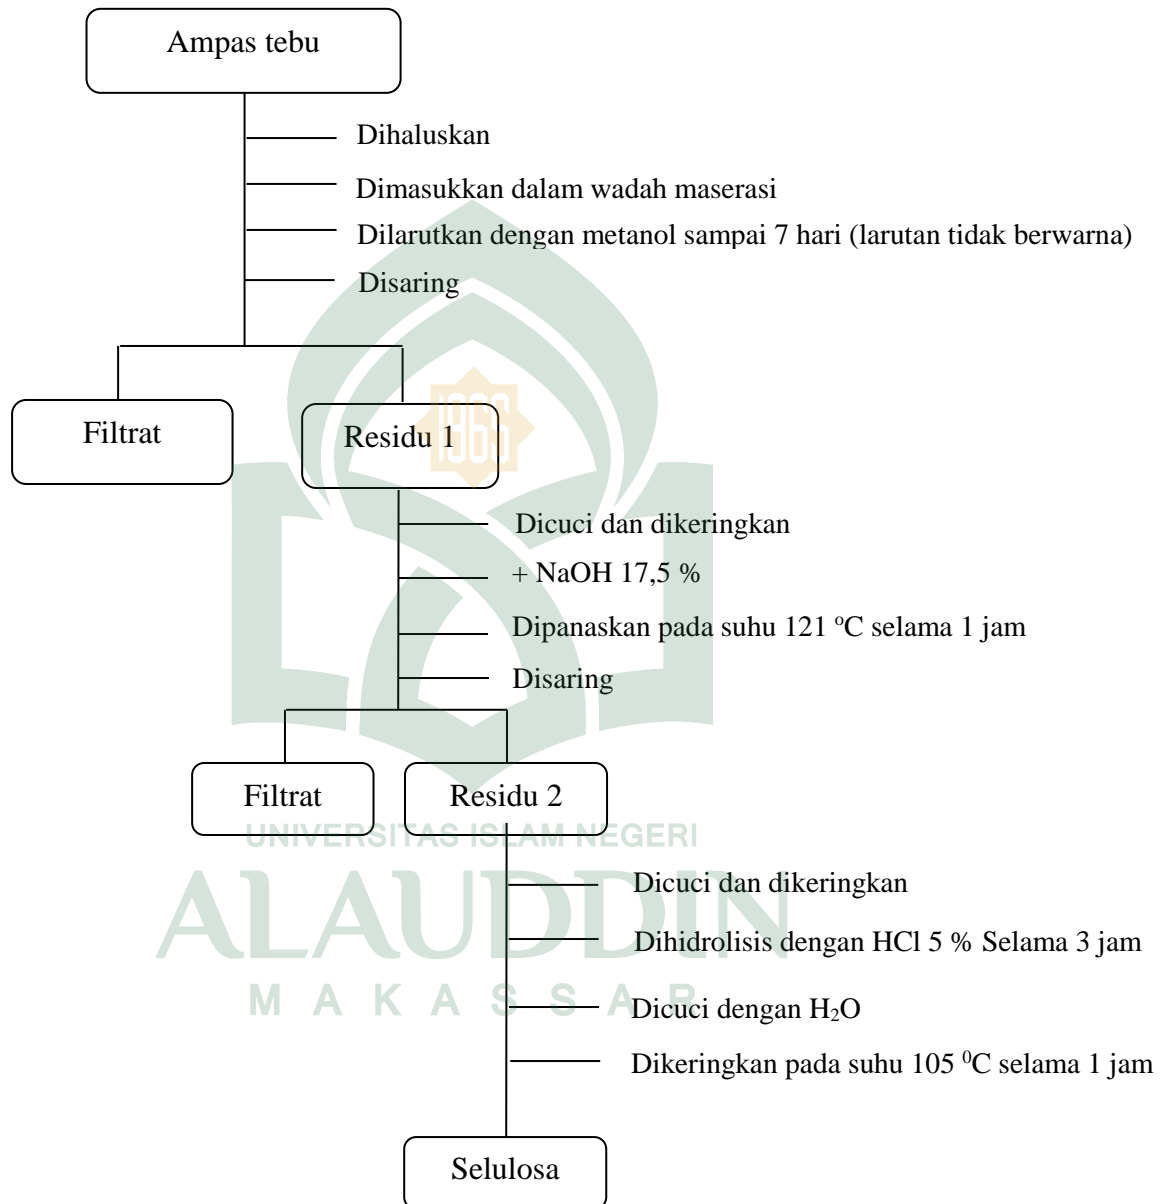 Ampas tebu
Dihaluskan
Dimasukkan dalam wadah maserasi
Dilarutkan dengan metanol sampai 7 hari (larutan tidak berwarna)
Disaring
Filtrat
Residu 1
1965
Dicuci dan dikeringkan
+ NaOH 17,5 %
Dipanaskan pada suhu 121 °C selama 1 jam
Disaring
Filtrat
Residu 2
UNIVERSITAS ISLAM NEGERI
ALAUDDIN
MAKASSAR
Dicuci dan dikeringkan
Dihidrolisis dengan HCl 5 % Selama 3 jam
Dicuci dengan H₂O
Dikeringkan pada suhu 105 ⁰C selama 1 jam
Selulosa